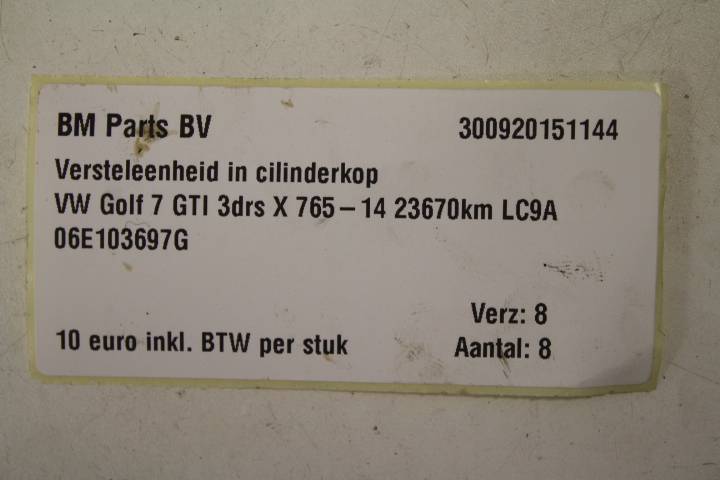 BM Parts BV 300920151144
Versteleenheid in cilinderkop
VW Golf 7 GTI 3drs X 765-14 23670km LC9A
06E103697G
Verz: 8
10 euro inkl. BTW per stuk Aantal: 8